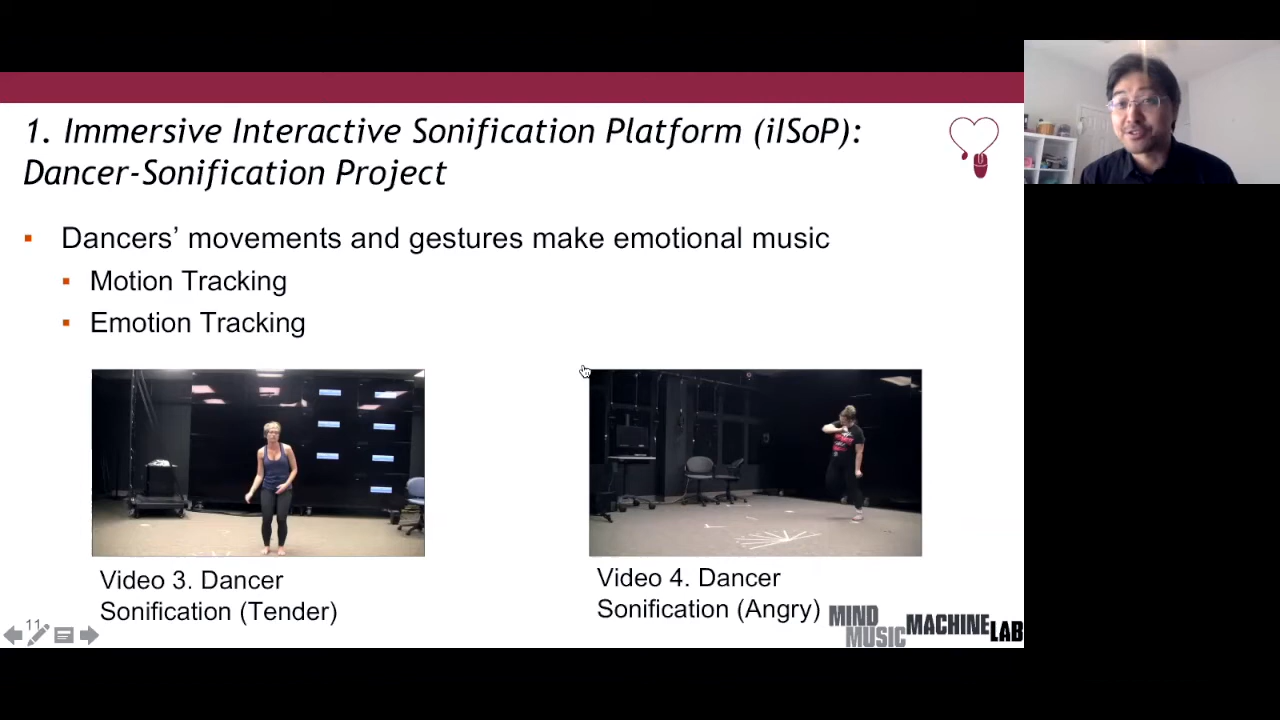 1. Immersive Interactive Sonification Platform (iISoP):
Dancer-Sonification Project
▪ Dancers’ movements and gestures make emotional music
▪ Motion Tracking
▪ Emotion Tracking
Video 3. Dancer
Sonification (Tender)
Video 4. Dancer
Sonification (Angry)
11
MIND
MUSIC
MACHINE
LAB